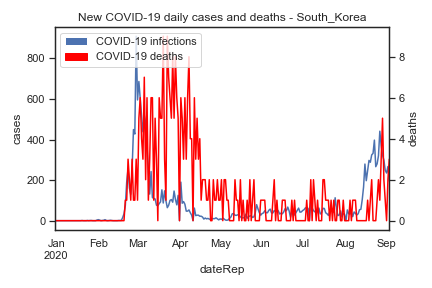 New COVID-19 daily cases and deaths - South_Korea
COVID-19 infections
COVID-19 deaths
800
600
400
200
0
cases
8
6
4
2
0
deaths
Jan Feb Mar Apr May Jun Jul Aug Sep
2020
dateRep